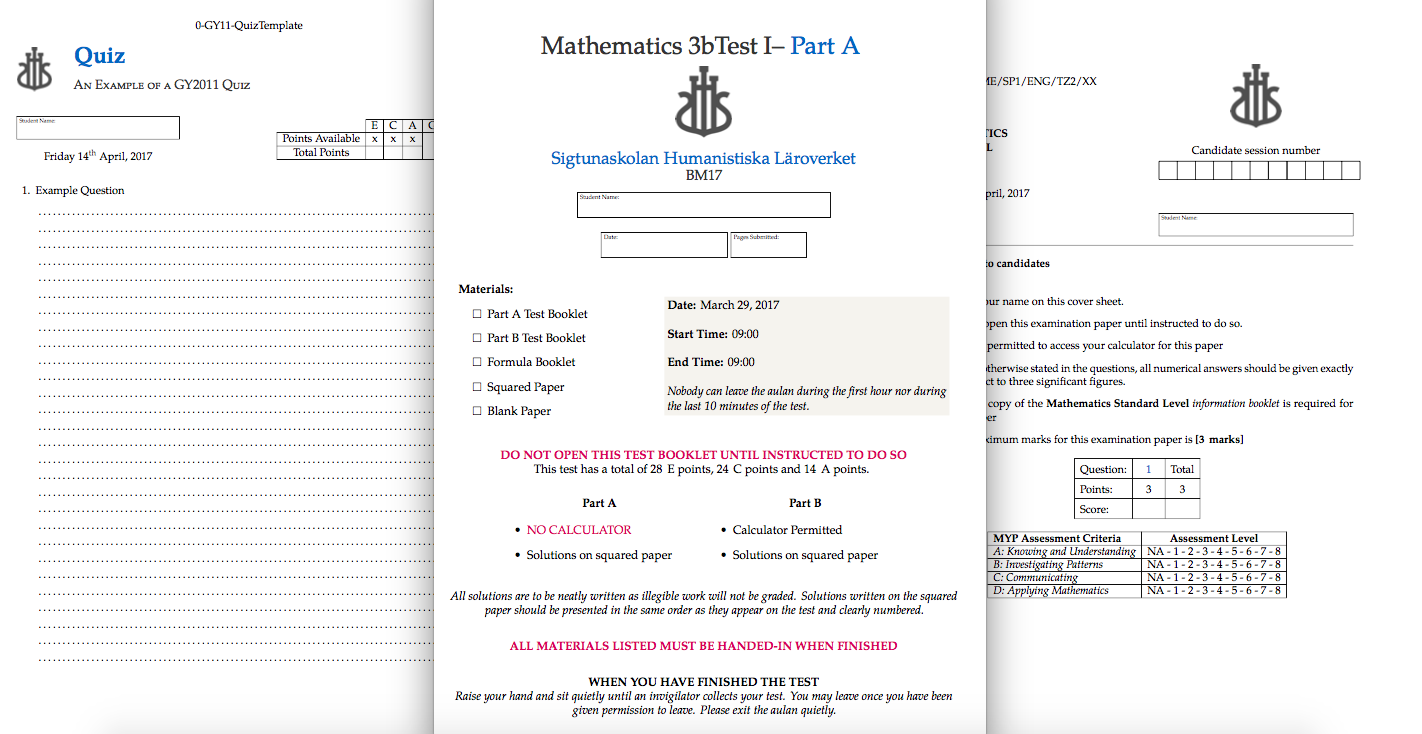 0-GY11-QuizTemplate
Quiz
An Example of a GY2011 Quiz
Student Name:
E C A
Points Available x x x
Total Points
Friday 14th April, 2017
1. Example Question
Mathematics 3bTest I– Part A
Sigtunaskolan Humanistiska Läroverket
BM17
Student Name:
Date:
Pages Submitted:
Materials:
☐ Part A Test Booklet
☐ Part B Test Booklet
☐ Formula Booklet
☐ Squared Paper
☐ Blank Paper
Date: March 29, 2017
Start Time: 09:00
End Time: 09:00
Nobody can leave the aulan during the first hour nor during
the last 10 minutes of the test.
DO NOT OPEN THIS TEST BOOKLET UNTIL INSTRUCTED TO DO SO
This test has a total of 28 E points, 24 C points and 14 A points.
Part A
• NO CALCULATOR
• Solutions on squared paper
Part B
• Calculator Permitted
• Solutions on squared paper
All solutions are to be neatly written as illegible work will not be graded. Solutions written on the squared
paper should be presented in the same order as they appear on the test and clearly numbered.
ALL MATERIALS LISTED MUST BE HANDED-IN WHEN FINISHED
WHEN YOU HAVE FINISHED THE TEST
Raise your hand and sit quietly until an invigilator collects your test. You may leave once you have been
given permission to leave. Please exit the aulan quietly.
ME/SP1/ENG/TZ2/XX
TICS
L
Candidate session number
pril, 2017
Student Name:
to candidates
our name on this cover sheet.
open this examination paper until instructed to do so.
permitted to access your calculator for this paper
otherwise stated in the questions, all numerical answers should be given exactly
ct to three significant figures.
copy of the Mathematics Standard Level information booklet is required for
er
ximum marks for this examination paper is [3 marks]
Question: 1 Total
Points: 3 3
Score:
MYP Assessment Criteria Assessment Level
A: Knowing and Understanding NA - 1 - 2 - 3 - 4 - 5 - 6 - 7 - 8
B: Investigating Patterns NA - 1 - 2 - 3 - 4 - 5 - 6 - 7 - 8
C: Communicating NA - 1 - 2 - 3 - 4 - 5 - 6 - 7 - 8
D: Applying Mathematics NA - 1 - 2 - 3 - 4 - 5 - 6 - 7 - 8